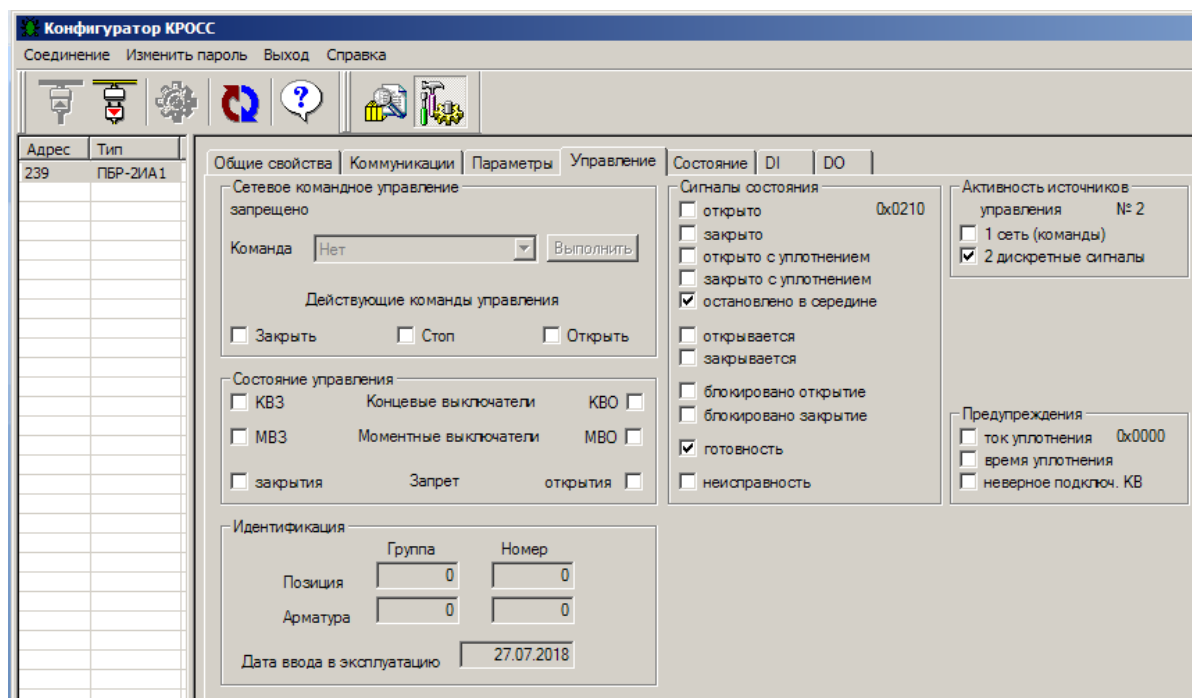 Конфигуратор КРОСС
Соединение Изменить пароль Выход Справка
Адрес Тип
239 ПБР-2ИА1
Общие свойства Коммуникации Параметры Управление Состояние DI DO
Сетевое командное управление
запрещено
Команда Нет Выполнить
Действующие команды управления
Закрыть Стоп Открыть
Состояние управления
КВЗ Концевые выключатели КВО
МВЗ Моментные выключатели МВО
закрытия Запрет открытия
Идентификация
Группа Номер
Позиция 0 0
Арматура 0 0
Дата ввода в эксплуатацию 27.07.2018
Сигналы состояния
открыто 0x0210
закрыто
открыто с уплотнением
закрыто с уплотнением
остановлено в середине
открывается
закрывается
блокировано открытие
блокировано закрытие
готовность
неисправность
Активность источников
управления № 2
1 сеть (команды)
2 дискретные сигналы
Предупреждения
ток уплотнения 0x0000
время уплотнения
неверное подключ. КВ